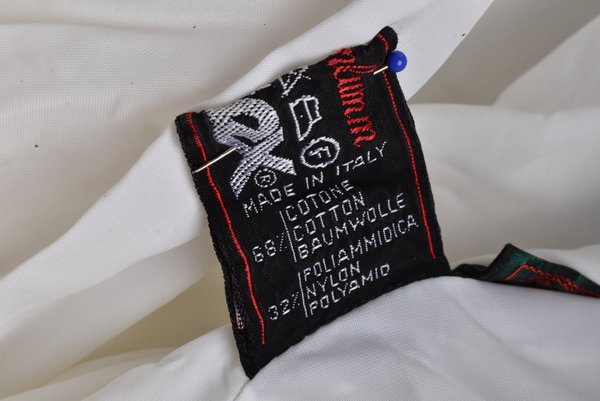 ®
F
MADE IN ITALY
68%
COTONE
COTTON
BAUMWOLLE
32%
POLIAMMIDICA
NYLON
POLYAMID